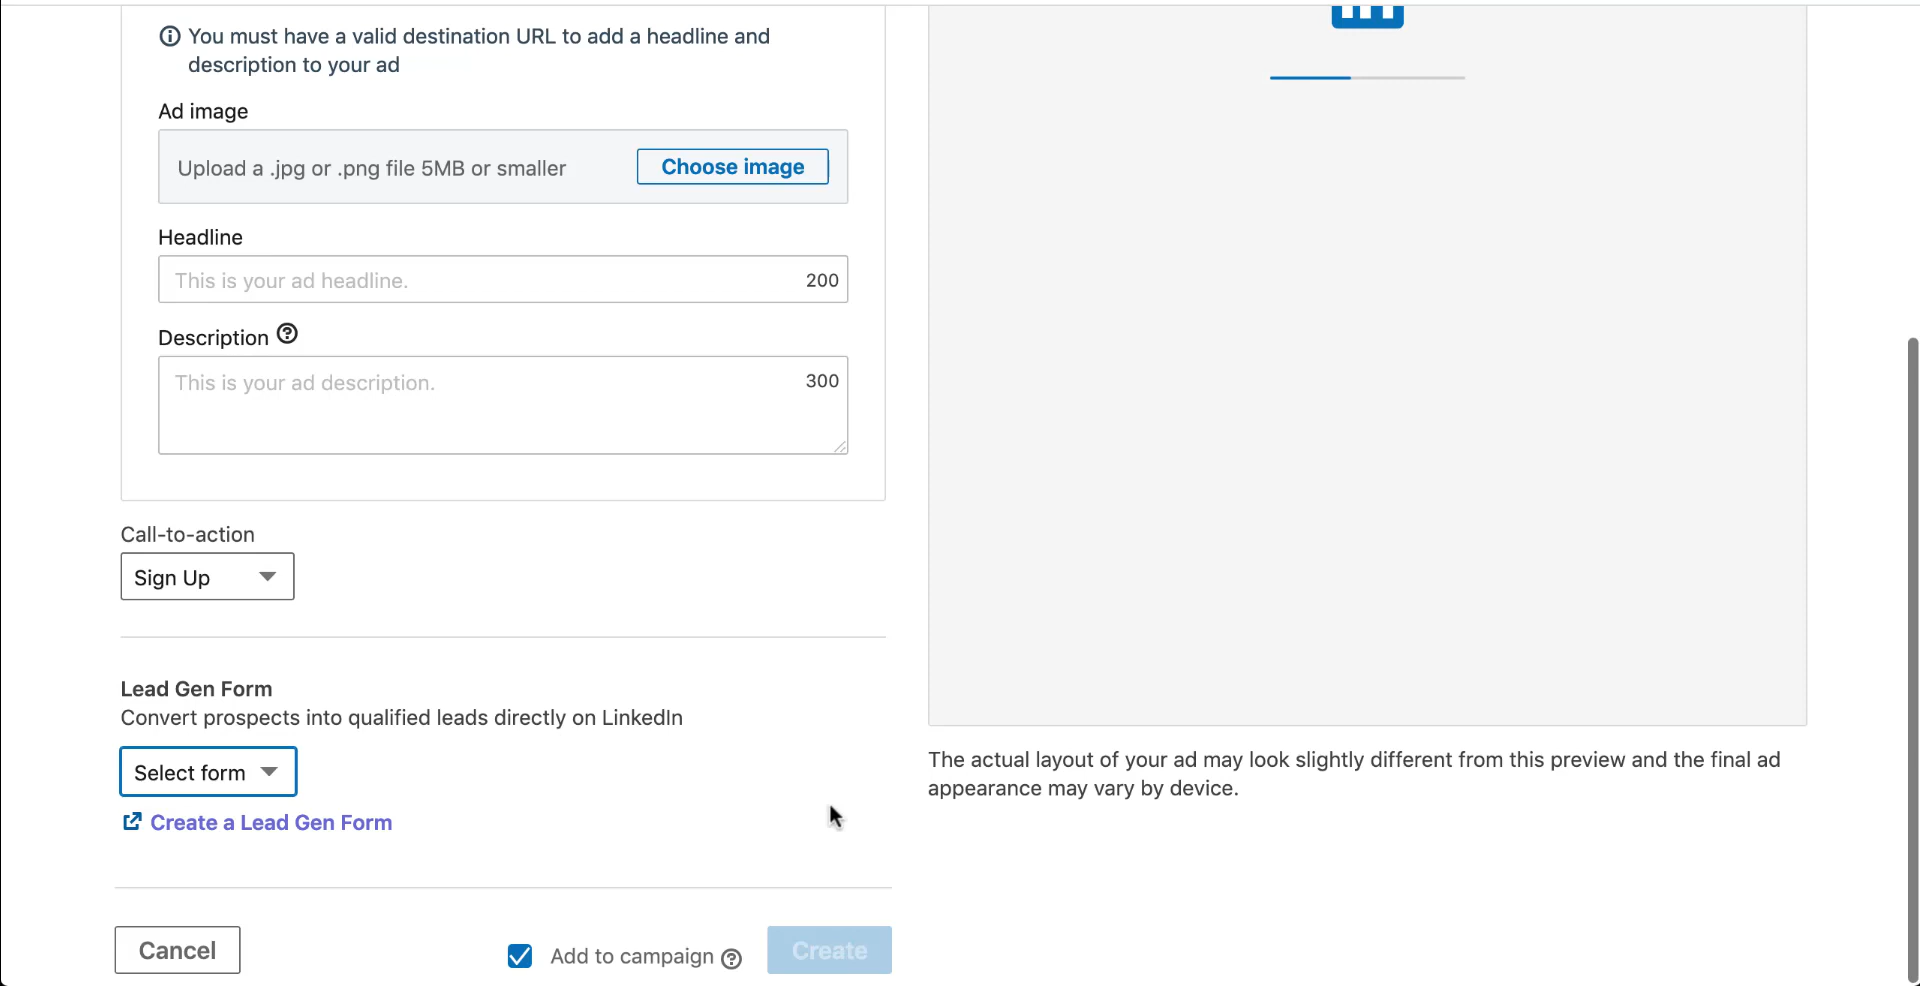 You must have a valid destination URL to add a headline and
description to your ad
Ad image
Upload a .jpg or .png file 5MB or smaller
Choose image
Headline
This is your ad headline.
200
Description
This is your ad description.
300
Call-to-action
Sign Up
Lead Gen Form
Convert prospects into qualified leads directly on LinkedIn
Select form
Create a Lead Gen Form
Cancel
Add to campaign
Create
The actual layout of your ad may look slightly different from this preview and the final ad
appearance may vary by device.